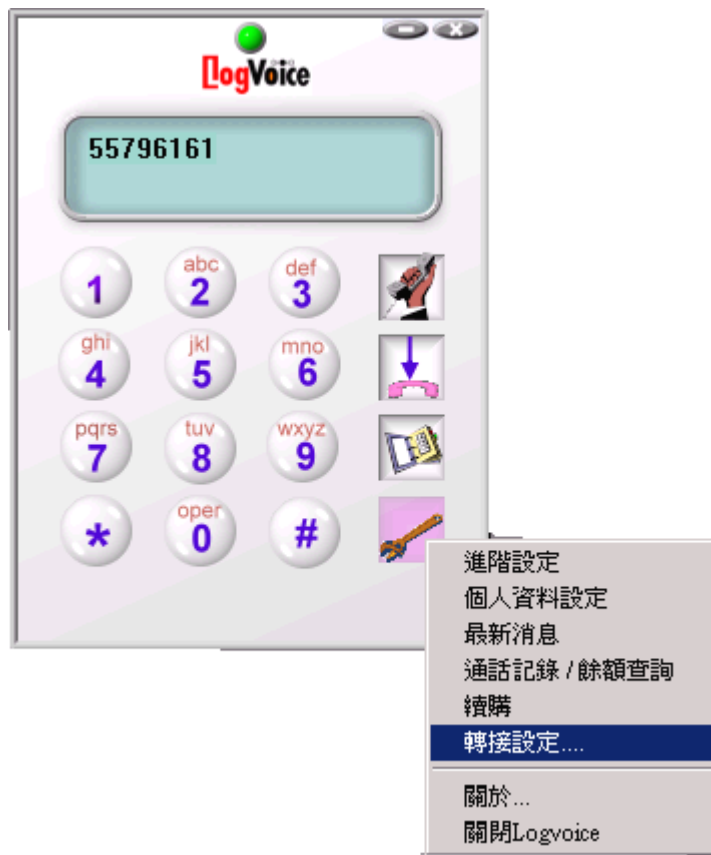 LogVoice
55796161
1
abc
2
def
3
ghi
4
jkl
5
mno
6
pqrs
7
tuv
8
wxyz
9
*
oper
0
#
進階設定
個人資料設定
最新消息
通話記錄 / 餘額查詢
續購
轉接設定....
關於...
關閉Logvoice